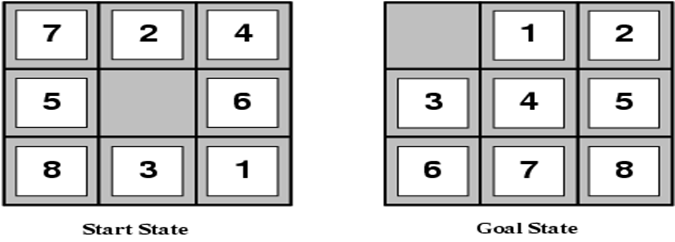 7 2 4
5 6
8 3 1
Start State
1 2
3 4 5
6 7 8
Goal State